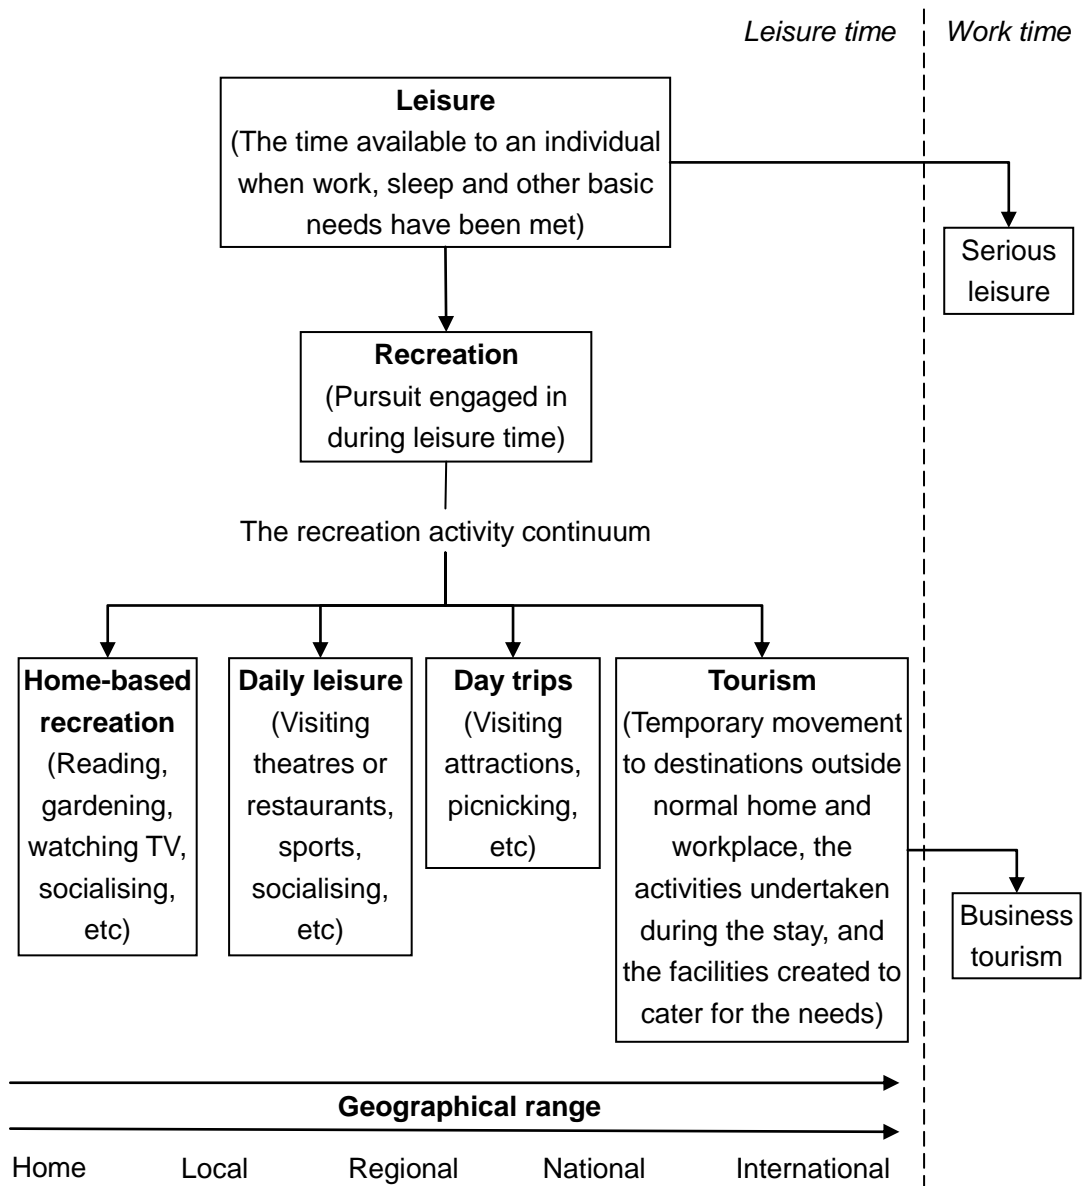 Leisure time
Work time
Leisure
(The time available to an individual
when work, sleep and other basic
needs have been met)
Serious
leisure
Recreation
(Pursuit engaged in
during leisure time)
The recreation activity continuum
Home-based
recreation
(Reading,
gardening,
watching TV,
socialising,
etc)
Daily leisure
(Visiting
theatres or
restaurants,
sports,
socialising,
etc)
Day trips
(Visiting
attractions,
picnicking,
etc)
Tourism
(Temporary movement
to destinations outside
normal home and
workplace, the
activities undertaken
during the stay, and
the facilities created to
cater for the needs)
Business
tourism
Geographical range
Home
Local
Regional
National
International